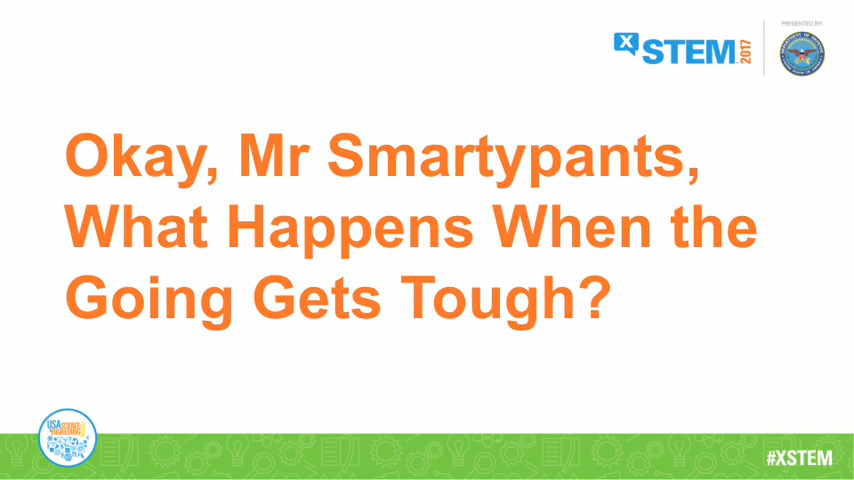 PRESENTED BY:
X STEM 2017
Okay, Mr Smartypants,
What Happens When the
Going Gets Tough?
USA SCIENCE
& ENGINEERING
#XSTEM